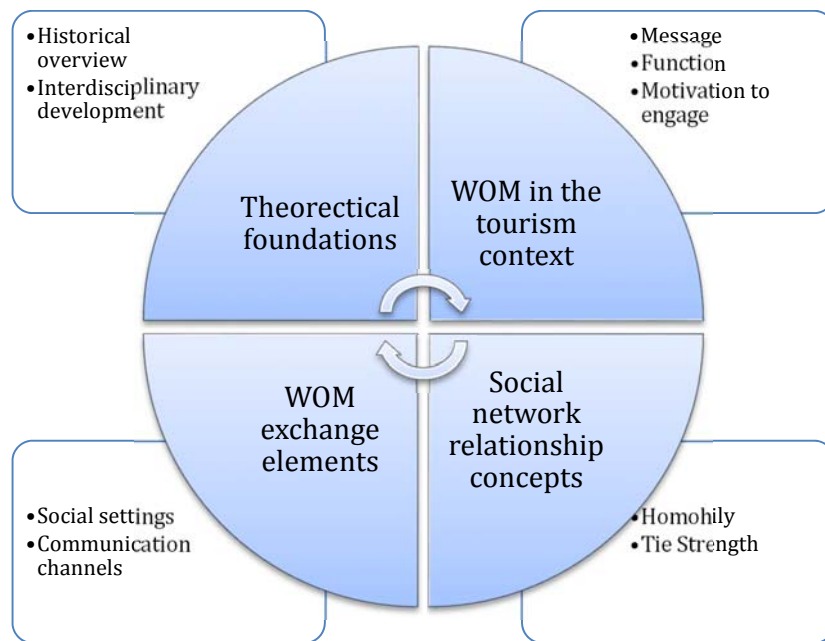 •Historical
overview
•Interdisciplinary
development
•Message
•Function
•Motivation to
engage
Theorectical
foundations
WOM in the
tourism
context
WOM
exchange
elements
Social
network
relationship
concepts
•Social settings
•Communication
channels
•Homohily
•Tie Strength